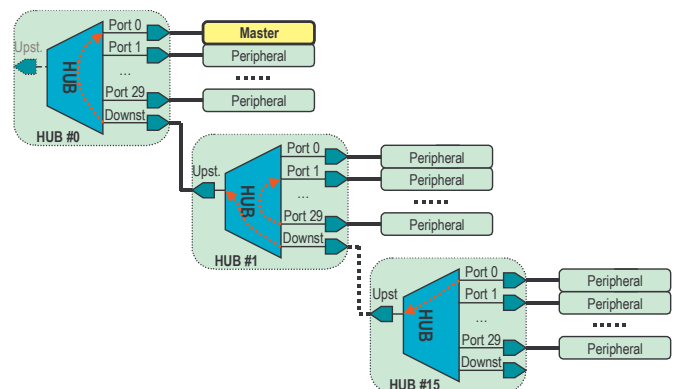 Port 0
Master
Upst.
Port 1
Peripheral
HUB
...
Port 29
Peripheral
Downst
HUB #0
Port 0
Peripheral
Upst.
Port 1
Peripheral
HUB
...
Port 29
Peripheral
Downst
HUB #1
Port 0
Peripheral
Upst
Port 1
Peripheral
HUB
...
Port 29
Peripheral
Downst
HUB #15